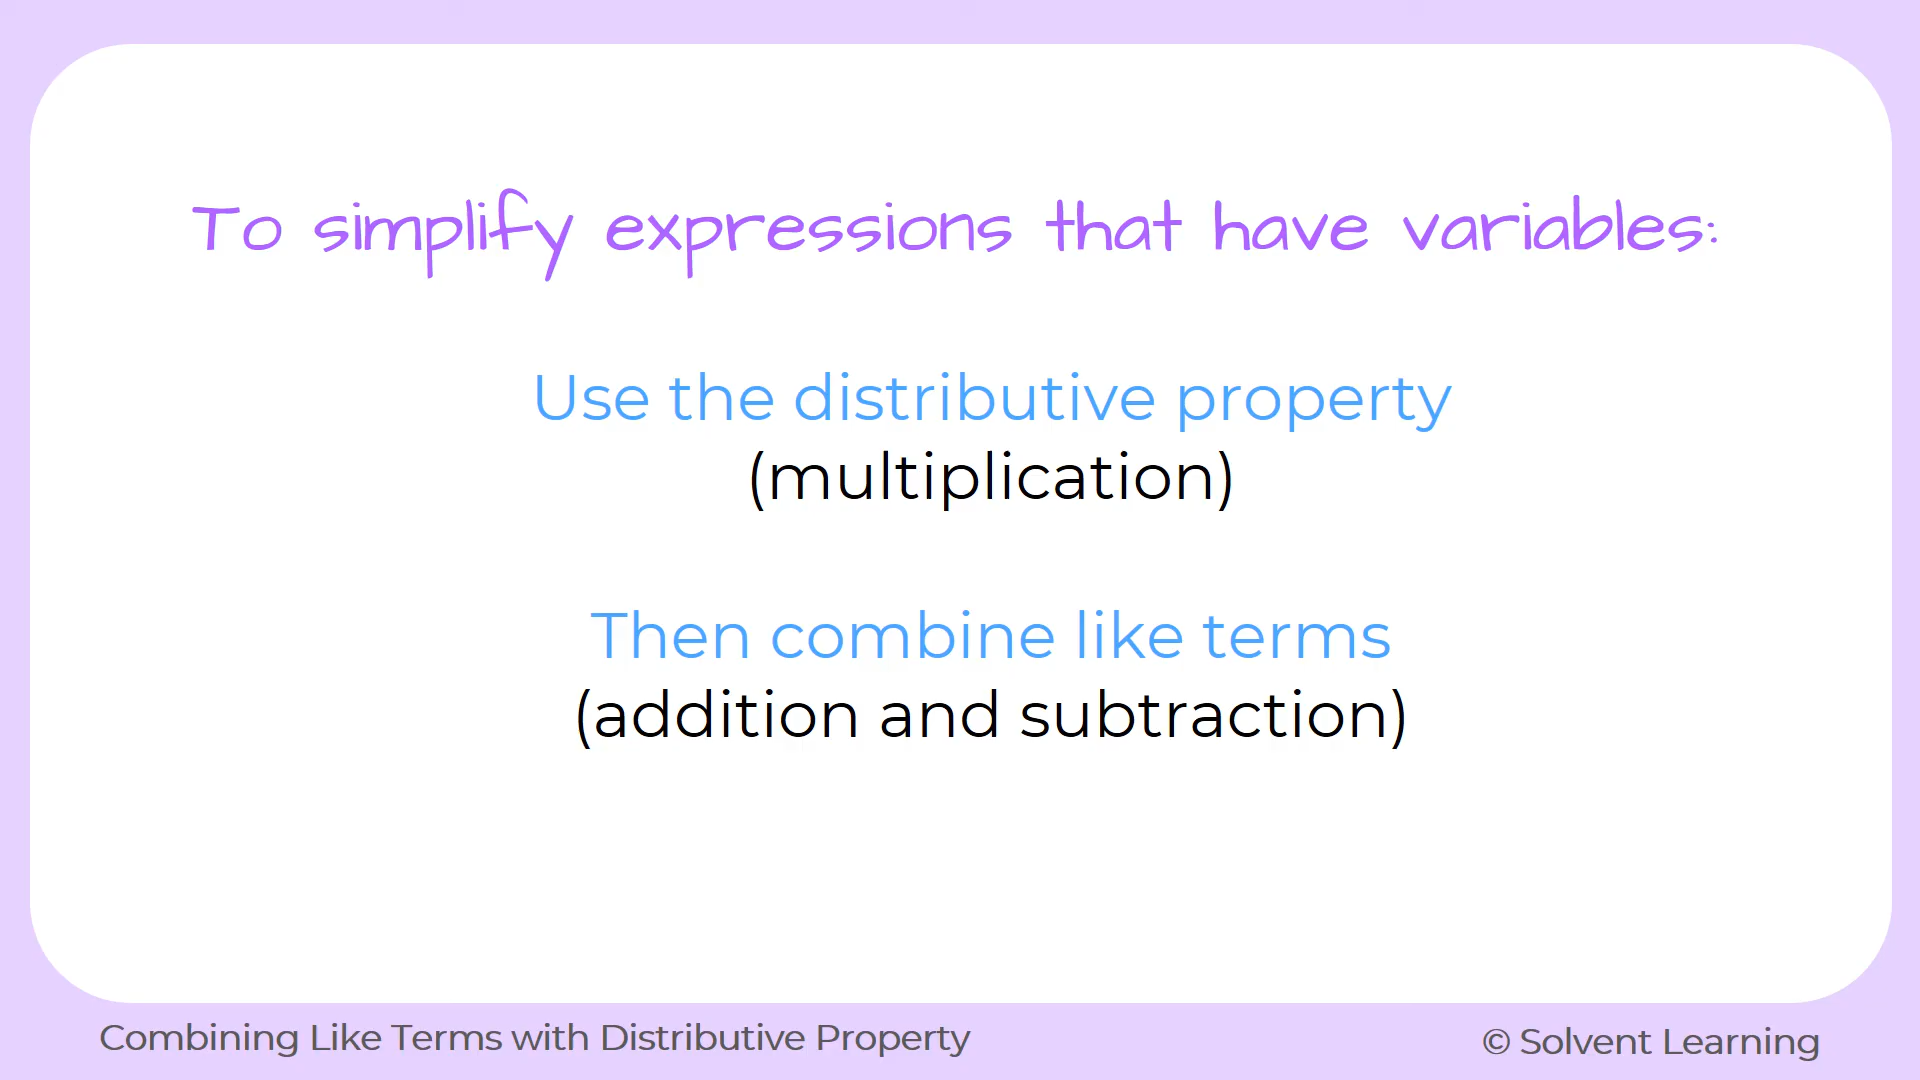 To simplify expressions that have variables:
Use the distributive property
(multiplication)
Then combine like terms
(addition and subtraction)
Combining Like Terms with Distributive Property
© Solvent Learning